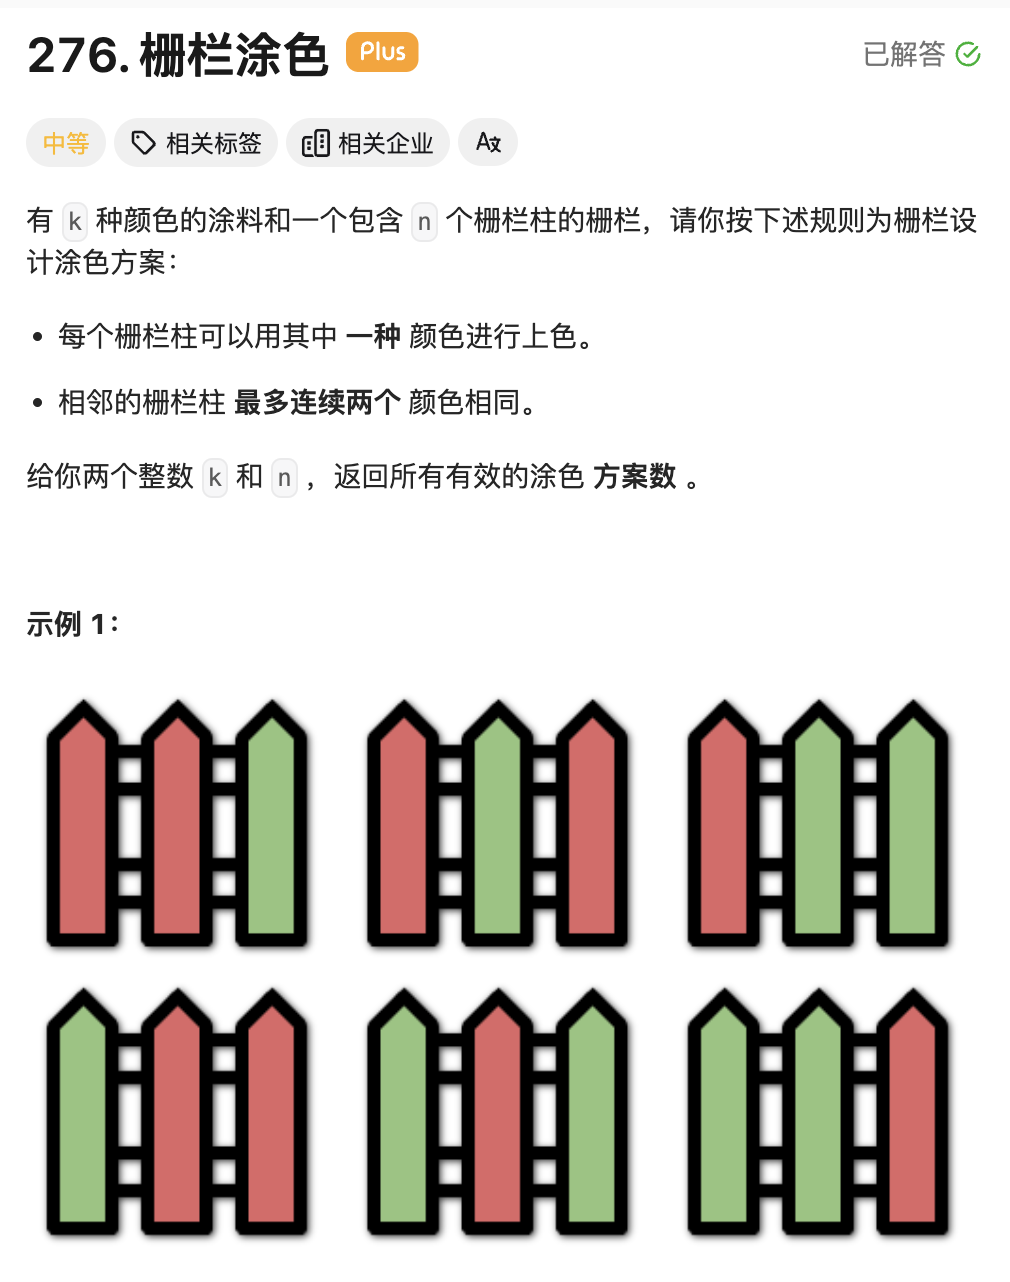 276. 栅栏涂色 Plus 已解答
中等 相关标签 相关企业 A文
有 k 种颜色的涂料和一个包含 n 个栅栏柱的栅栏，请你按下述规则为栅栏设
计涂色方案：
• 每个栅栏柱可以用其中 一种 颜色进行上色。
• 相邻的栅栏柱 最多连续两个 颜色相同。
给你两个整数 k 和 n ，返回所有有效的涂色 方案数 。
示例 1：